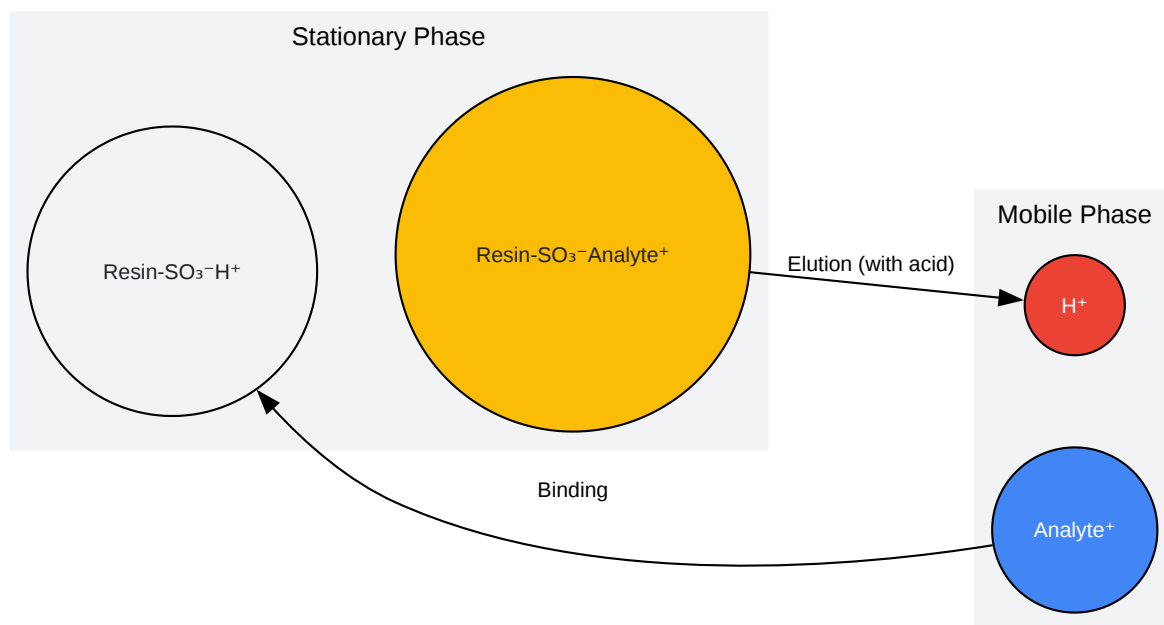 Stationary Phase
Resin-SO₃⁻H⁺
Resin-SO₃⁻Analyte⁺
Elution (with acid)
Mobile Phase
H⁺
Binding
Analyte⁺